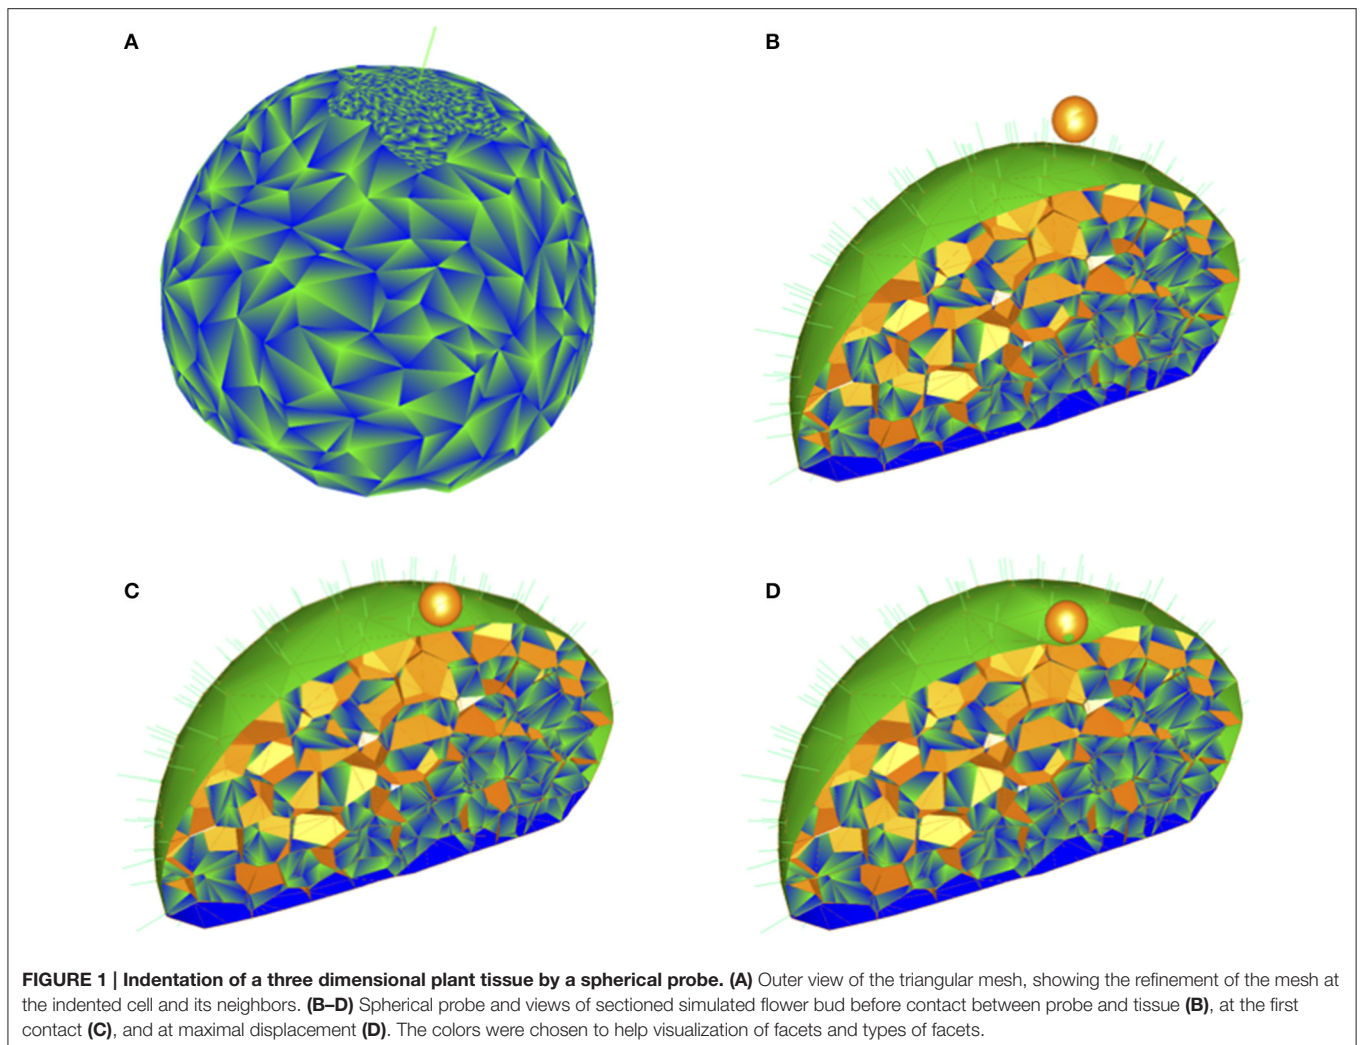 A
B
C
D
FIGURE 1 | Indentation of a three dimensional plant tissue by a spherical probe. (A) Outer view of the triangular mesh, showing the refinement of the mesh at
the indented cell and its neighbors. (B–D) Spherical probe and views of sectioned simulated flower bud before contact between probe and tissue (B), at the first
contact (C), and at maximal displacement (D). The colors were chosen to help visualization of facets and types of facets.